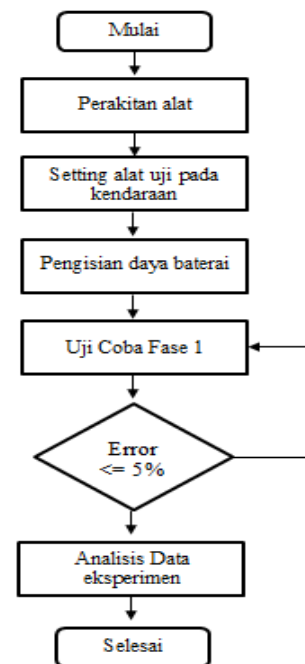 Mulai
Perakitan alat
Setting alat uji pada
kendaraan
Pengisian daya baterai
Uji Coba Fase 1
Error
<= 5%
Analisis Data
eksperimen
Selesai